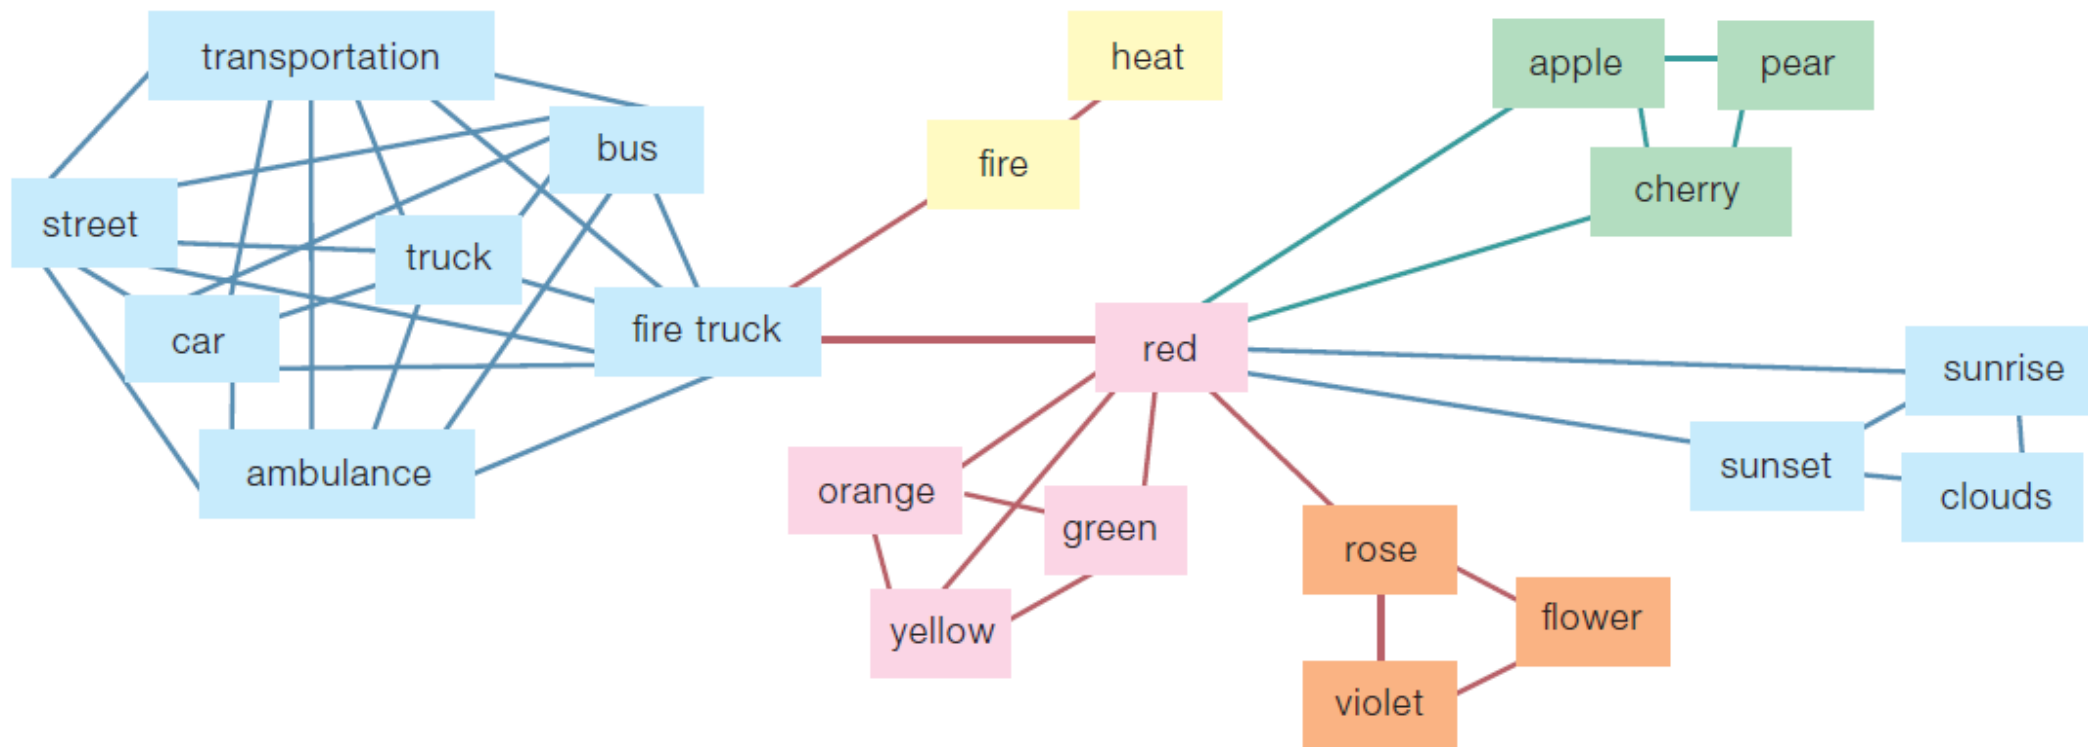 transportation
heat
apple
pear
bus
fire
cherry
street
truck
car
fire truck
red
sunrise
ambulance
orange
green
sunset
clouds
rose
yellow
flower
violet